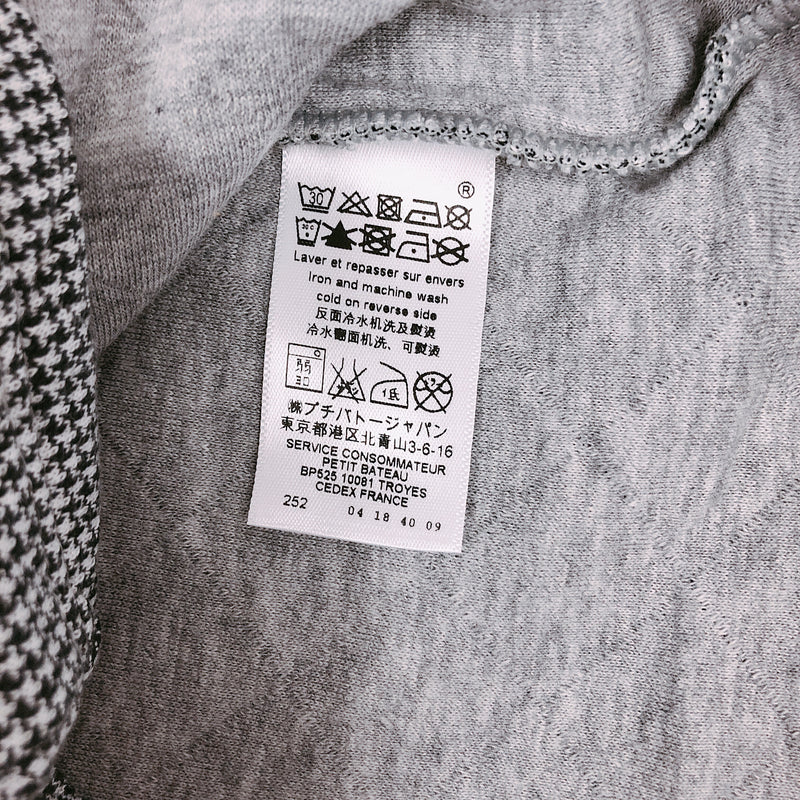 ®
30
30°C
Laver et repasser sur envers
Iron and machine wash
cold on reverse side
反面冷水机洗及熨烫
冷水翻面机洗、可熨烫
弱
30
低
㈱プチバトージャパン
東京都港区北青山3-6-16
SERVICE CONSOMMATEUR
PETIT BATEAU
BP525 10081 TROYES
CEDEX FRANCE
252 04 18 40 09